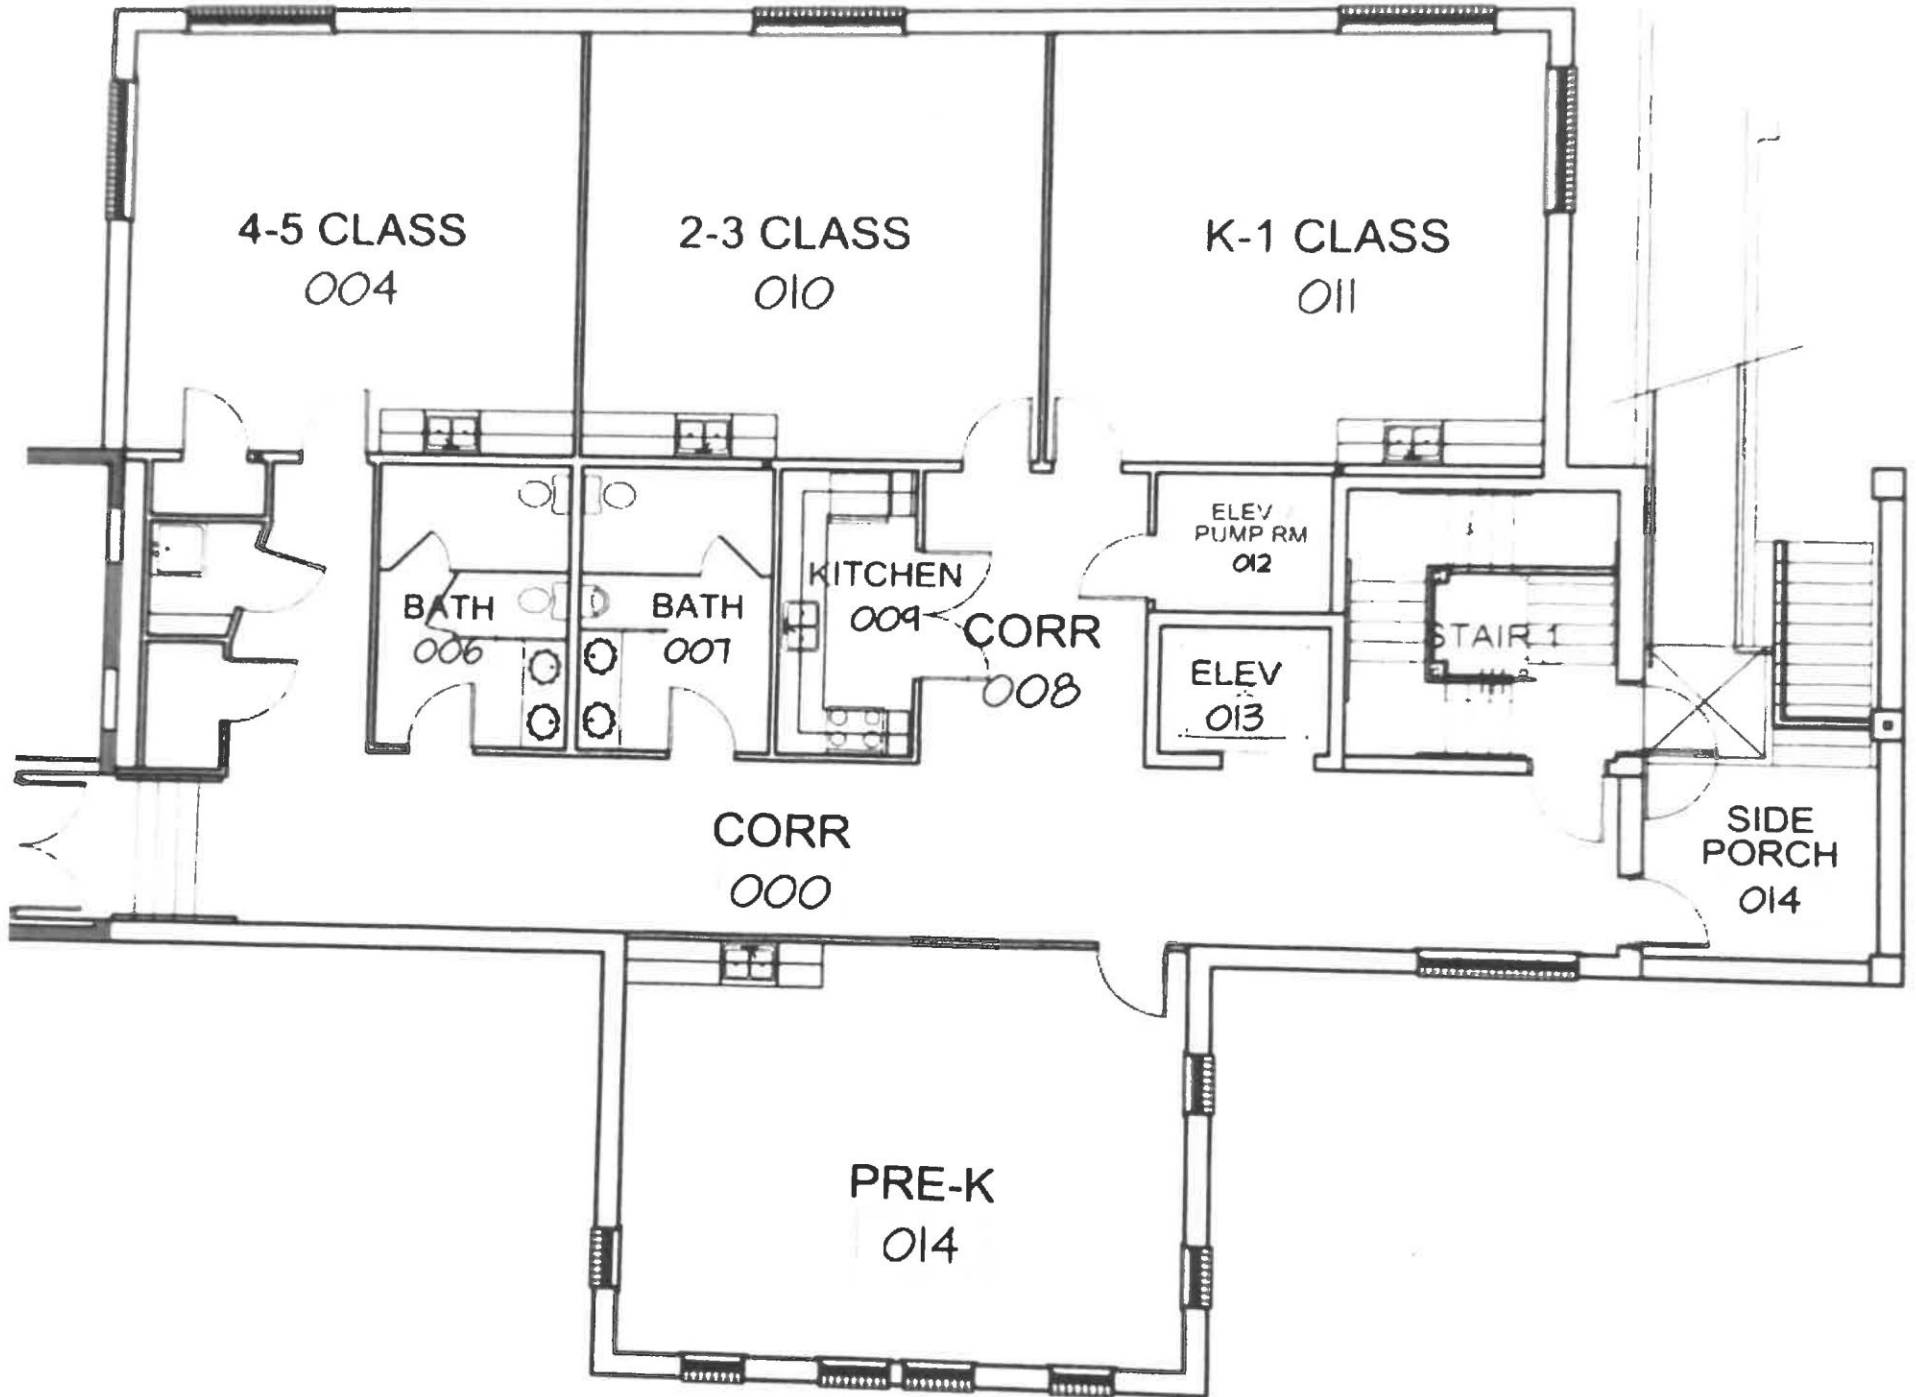 4-5 CLASS
004
2-3 CLASS
010
K-1 CLASS
011
ELEV
PUMP RM
012
KITCHEN
009
BATH
006
BATH
007
CORR
008
STAIR 1
ELEV
013
CORR
000
SIDE
PORCH
014
PRE-K
014